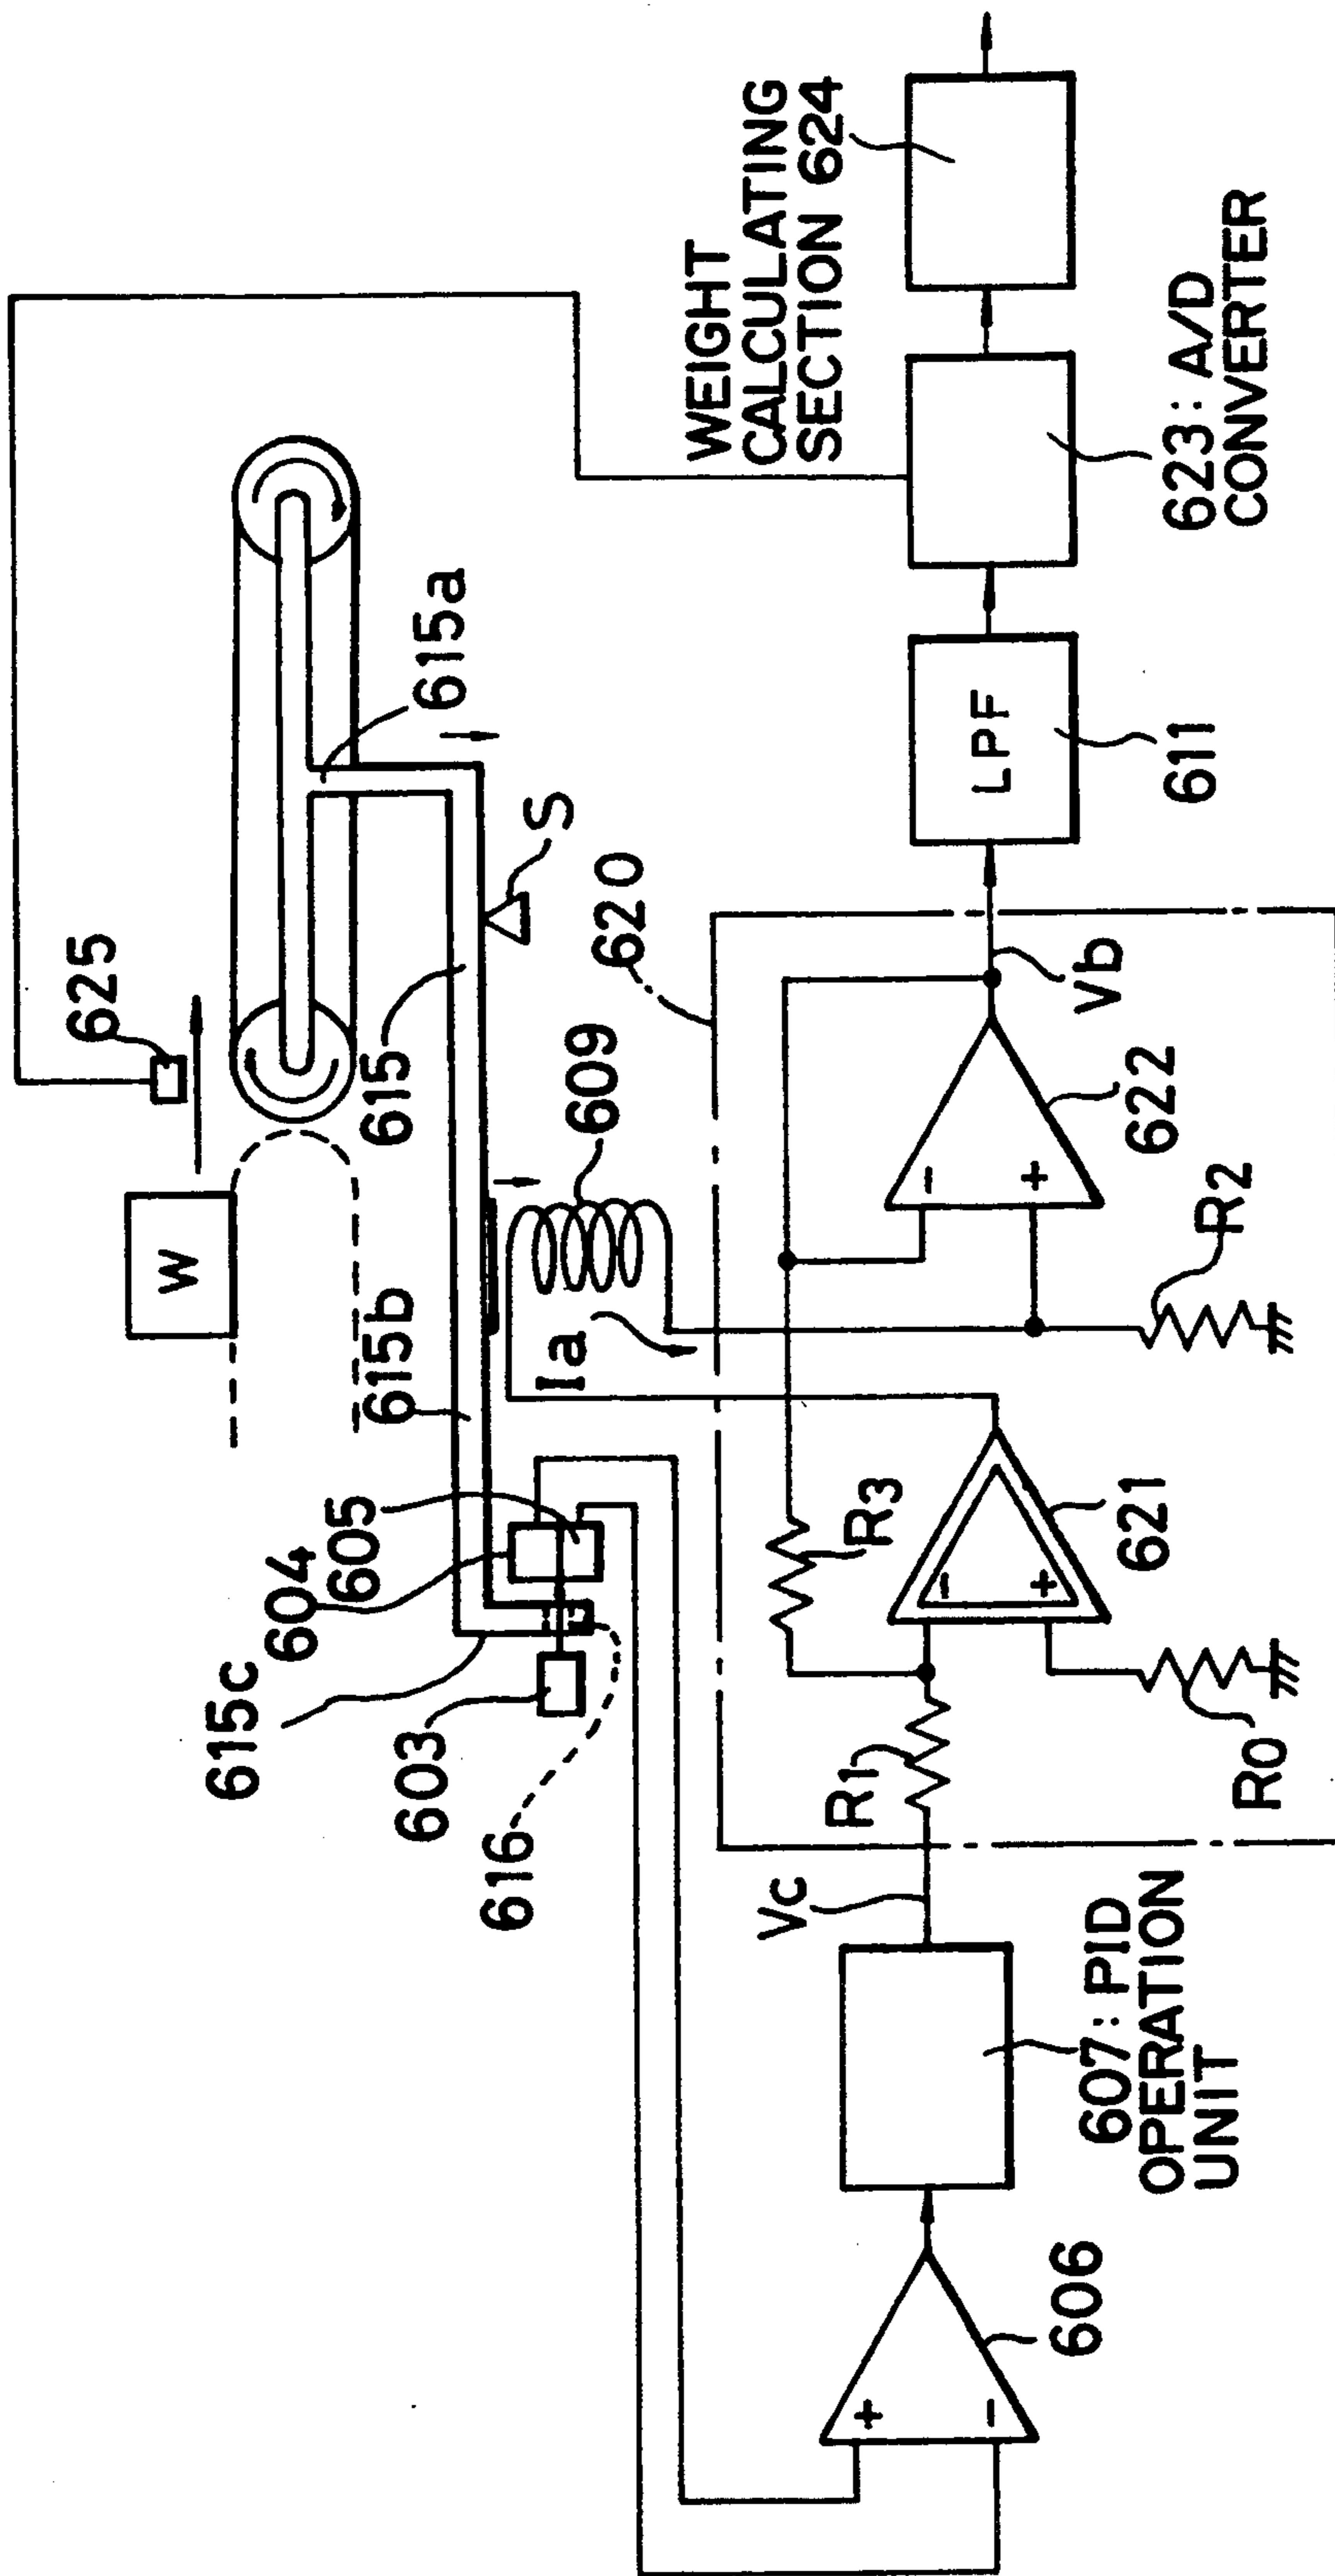 W
625
615a
615
S
615b
609
Ia
620
604
605
615c
603
616
WEIGHT
CALCULATING
SECTION 624
623: A/D
CONVERTER
LPF
611
Vb
622
-
+
R2
R3
621
-
+
R1
R0
Vc
607: PID
OPERATION
UNIT
606
+
-